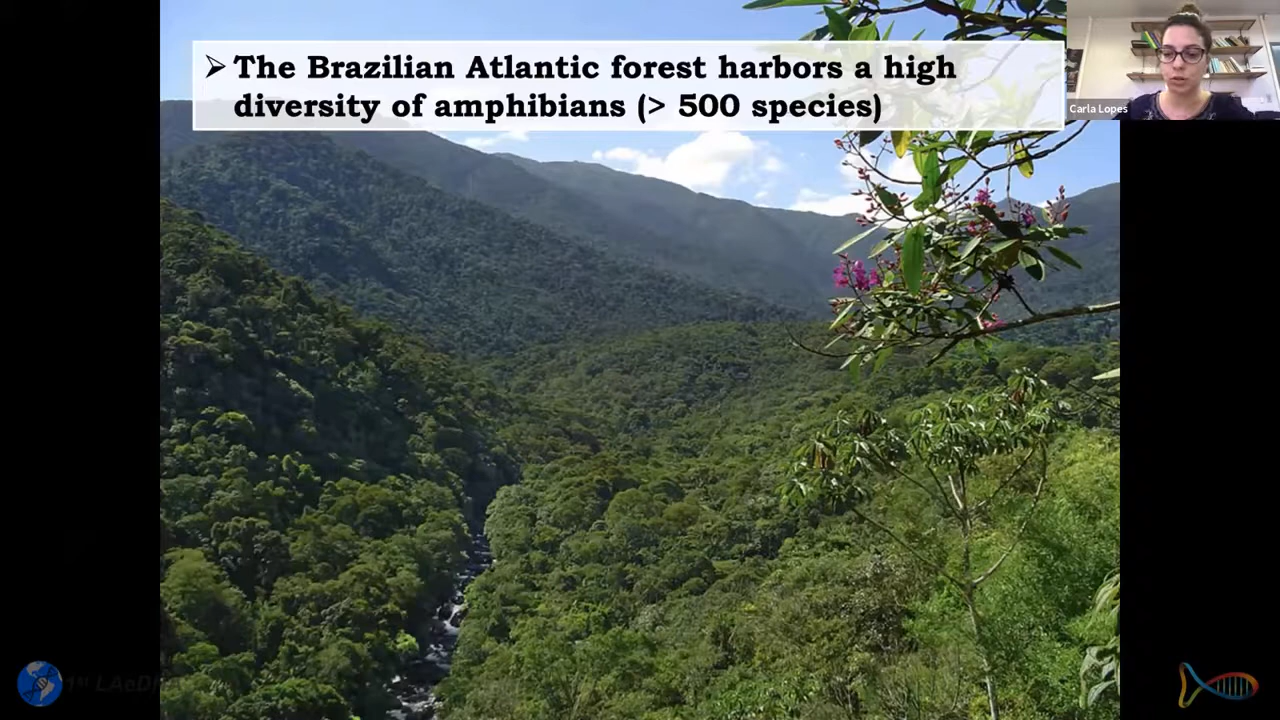 ➢ The Brazilian Atlantic forest harbors a high
diversity of amphibians (> 500 species)
Carla Lopes